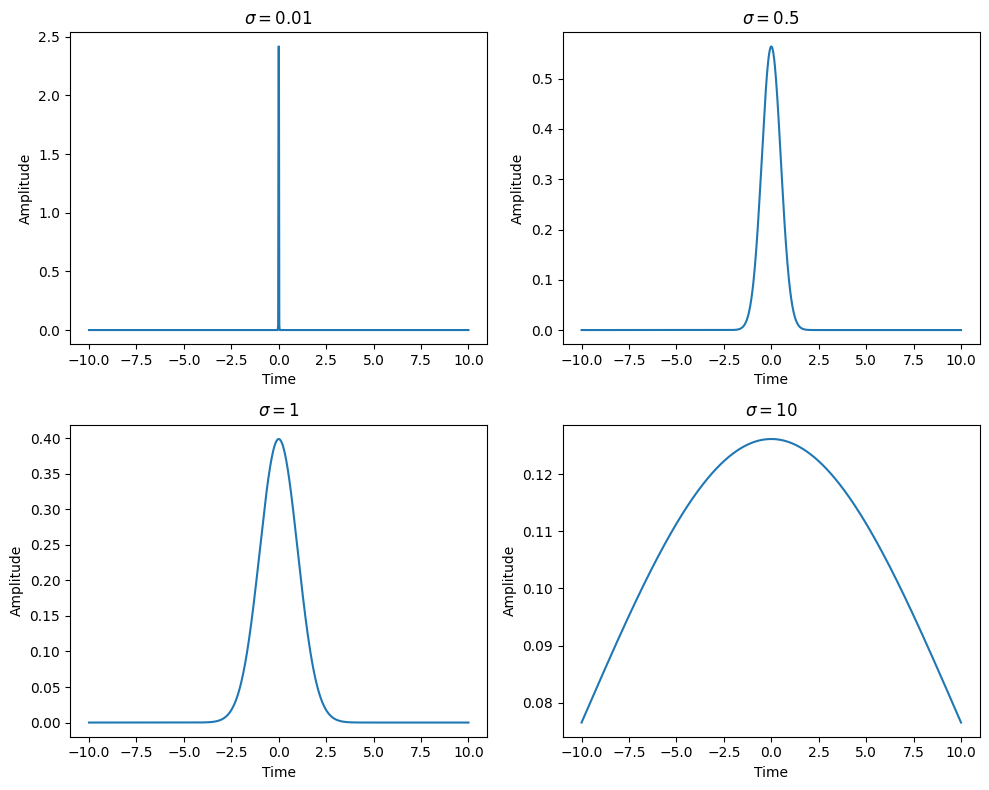 σ = 0.01
2.5
2.0
1.5
1.0
0.5
0.0
Amplitude
−10.0 −7.5 −5.0 −2.5 0.0 2.5 5.0 7.5 10.0
Time
σ = 0.5
0.5
0.4
0.3
0.2
0.1
0.0
Amplitude
−10.0 −7.5 −5.0 −2.5 0.0 2.5 5.0 7.5 10.0
Time
σ = 1
0.40
0.35
0.30
0.25
0.20
0.15
0.10
0.05
0.00
Amplitude
−10.0 −7.5 −5.0 −2.5 0.0 2.5 5.0 7.5 10.0
Time
σ = 10
0.12
0.11
0.10
0.09
0.08
Amplitude
−10.0 −7.5 −5.0 −2.5 0.0 2.5 5.0 7.5 10.0
Time